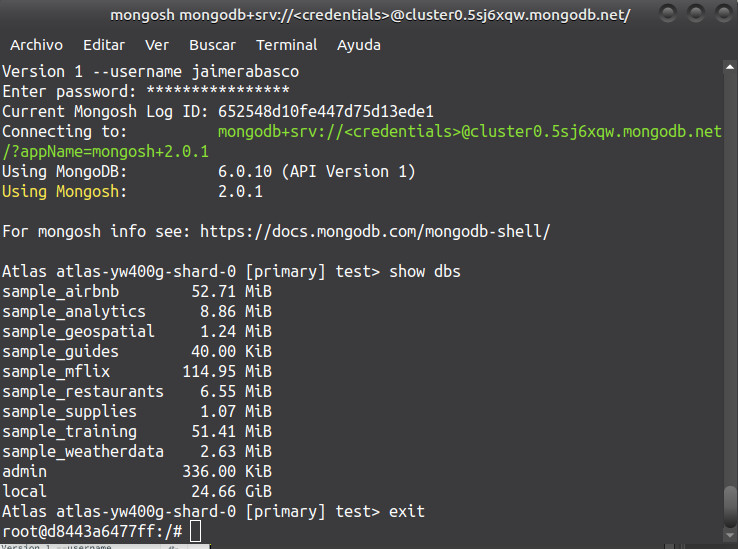 mongosh mongodb+srv://<credentials>@cluster0.5sj6xqw.mongodb.net/
Archivo Editar Ver Buscar Terminal Ayuda
Version 1 --username jaimerabasco
Enter password: ****************
Current Mongosh Log ID: 652548d10fe447d75d13ede1
Connecting to: mongodb+srv://<credentials>@cluster0.5sj6xqw.mongodb.net
/?appName=mongosh+2.0.1
Using MongoDB: 6.0.10 (API Version 1)
Using Mongosh: 2.0.1
For mongosh info see: https://docs.mongodb.com/mongodb-shell/
Atlas atlas-yw400g-shard-0 [primary] test> show dbs
sample_airbnb 52.71 MiB
sample_analytics 8.86 MiB
sample_geospatial 1.24 MiB
sample_guides 40.00 KiB
sample_mflix 114.95 MiB
sample_restaurants 6.55 MiB
sample_supplies 1.07 MiB
sample_training 51.41 MiB
sample_weatherdata 2.63 MiB
admin 336.00 KiB
local 24.66 GiB
Atlas atlas-yw400g-shard-0 [primary] test> exit
root@d8443a6477ff:/#
Version 1 --username